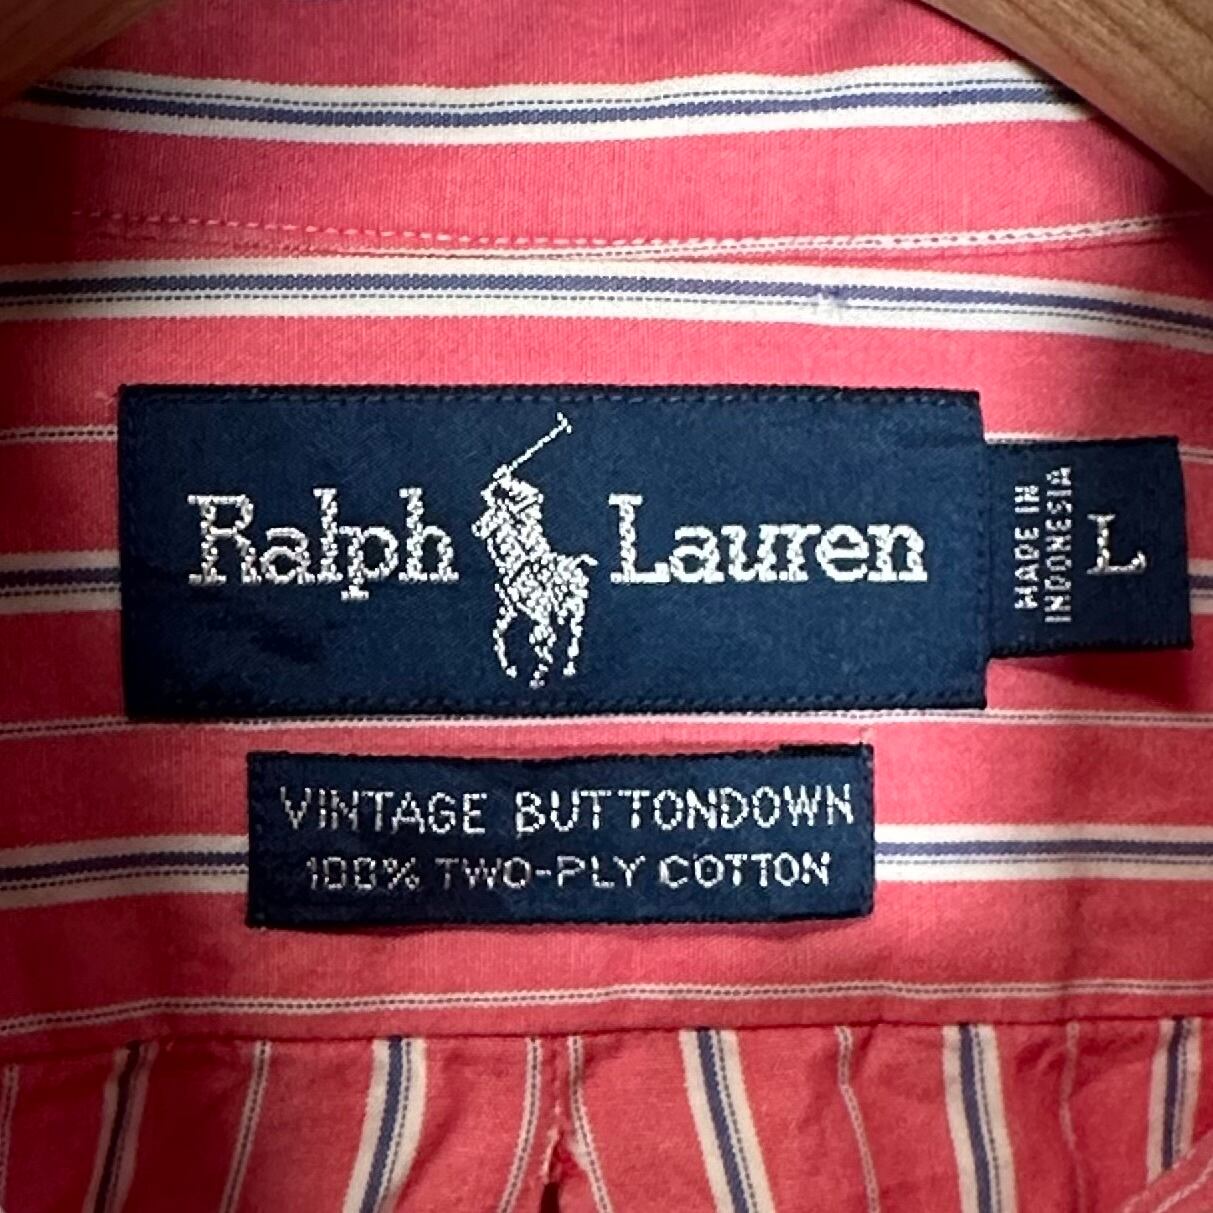 Ralph Lauren
MADE IN
INDONESIA
L
VINTAGE BUTTONDOWN
100% TWO-PLY COTTON